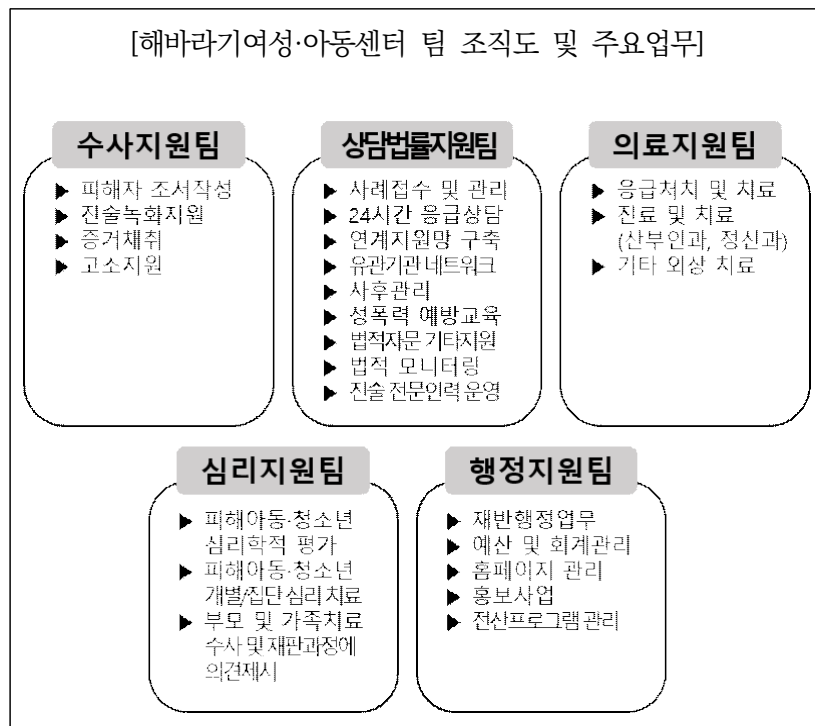 [해바라기여성·아동센터 팀 조직도 및 주요업무]
수사지원팀
▶ 피해자 조서작성
▶ 진술녹화지원
▶ 증거채취
▶ 고소지원
상담법률지원팀
▶ 사례접수 및 관리
▶ 24시간 응급상담
▶ 연계지원망 구축
▶ 유관기관 네트워크
▶ 사후관리
▶ 성폭력 예방교육
▶ 법적자문 기타지원
▶ 법적 모니터링
▶ 진술 전문인력 운영
의료지원팀
▶ 응급처치 및 치료
▶ 진료 및 치료
(산부인과, 정신과)
▶ 기타 외상 치료
심리지원팀
▶ 피해아동·청소년
심리학적 평가
▶ 피해아동·청소년
개별/집단 심리 치료
▶ 부모 및 가족치료
수사 및 재판과정에
의견제시
행정지원팀
▶ 재반행정업무
▶ 예산 및 회계관리
▶ 홈페이지 관리
▶ 홍보사업
▶ 전산프로그램 관리